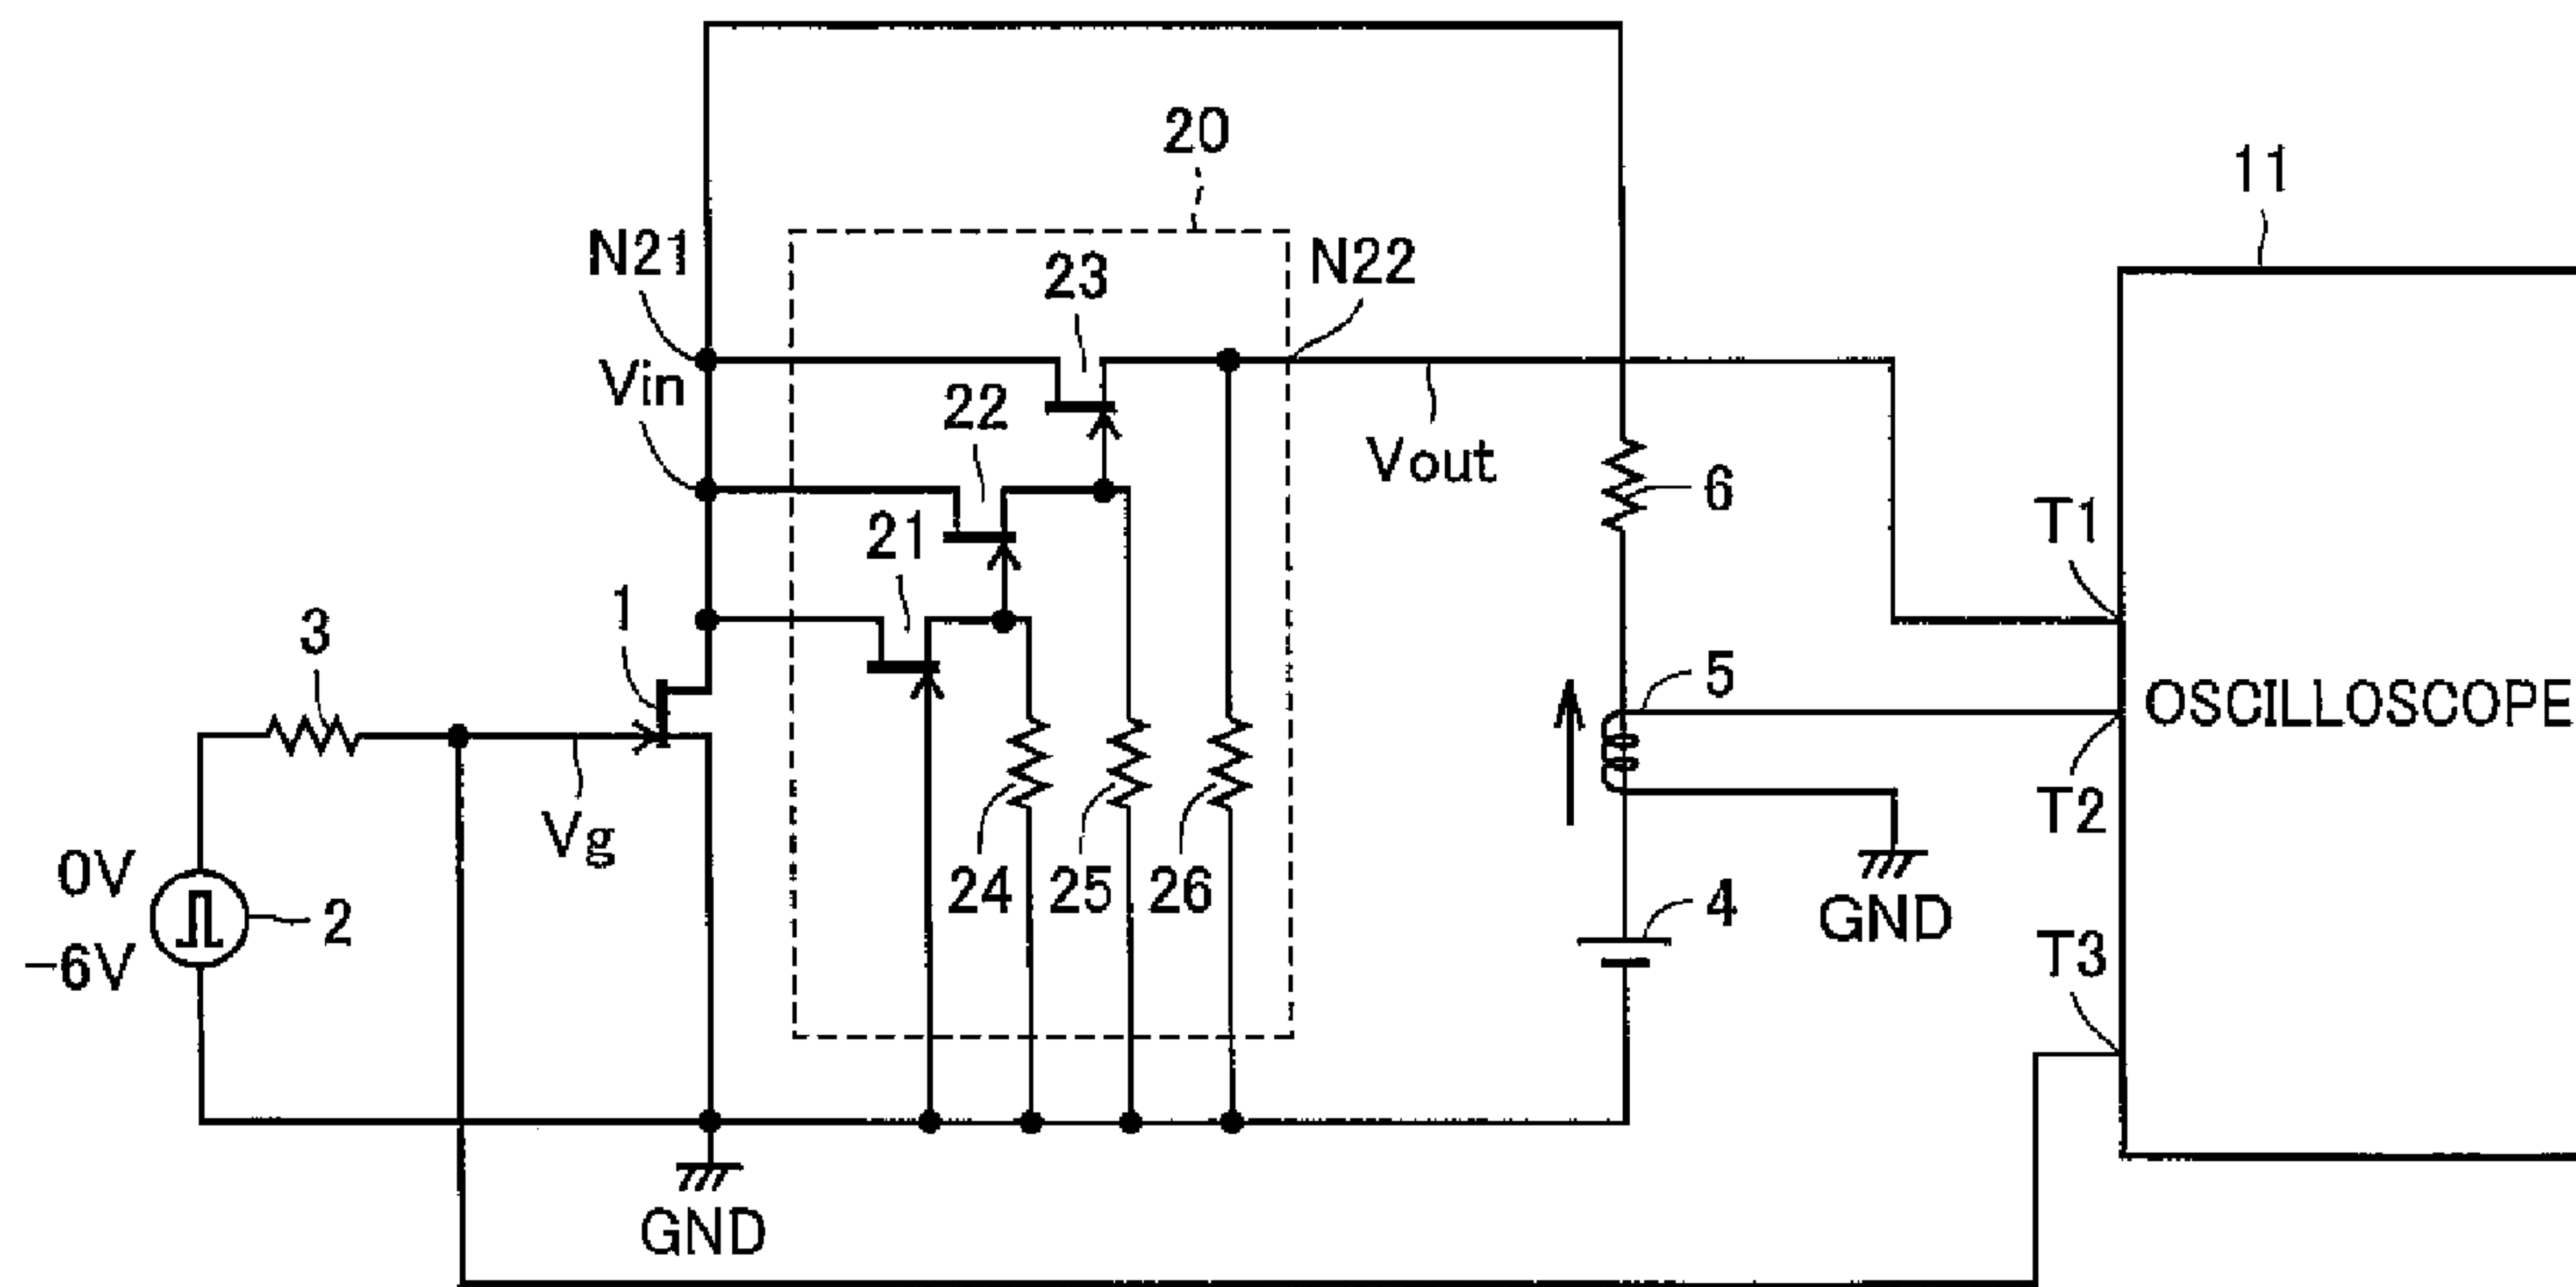 20
11
N21
23
N22
Vin
22
Vout
6
21
T1
1
3
5
OSCILLOSCOPE
Vg
T2
0V
24
25
26
4
2
GND
-6V
T3
GND